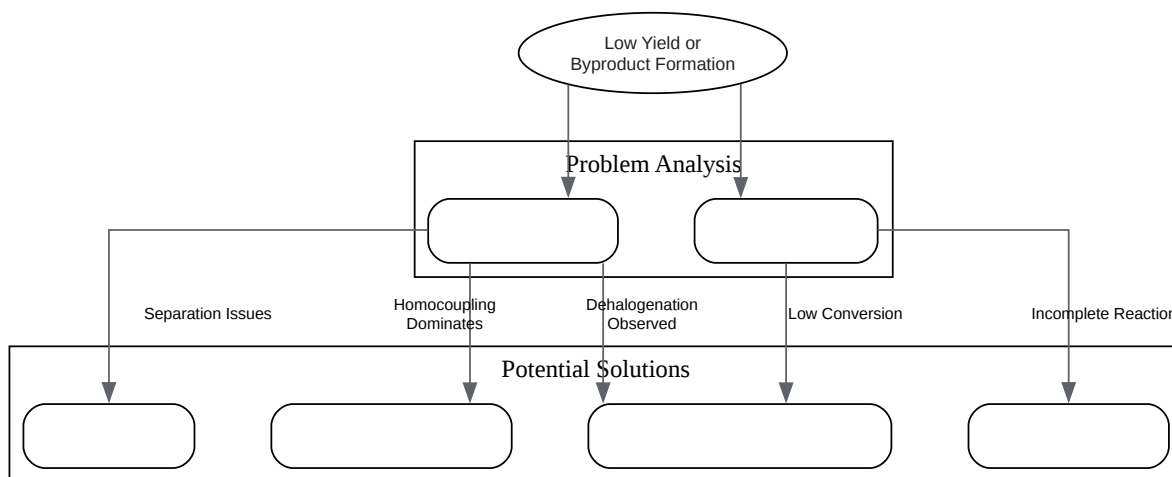 Low Yield or
Byproduct Formation
Problem Analysis
Separation Issues
Homocoupling
Dominates
Dehalogenation
Observed
Low Conversion
Incomplete Reaction
Potential Solutions